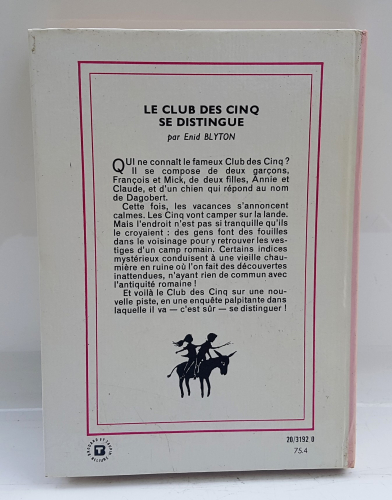 LE CLUB DES CINQ
SE DISTINGUE
par Enid BLYTON
QUI ne connaît le fameux Club des Cinq ?
Il se compose de deux garçons,
François et Mick, de deux filles, Annie et
Claude, et d'un chien qui répond au nom
de Dagobert.
Cette fois, les vacances s'annoncent
calmes. Les Cinq vont camper sur la lande.
Mais l'endroit n'est pas si tranquille qu'ils
le croyaient : des gens font des fouilles
dans le voisinage pour y retrouver les ves-
tiges d'un camp romain. Certains indices
mystérieux conduisent à une vieille chau-
mière en ruine où l'on fait des découvertes
inattendues, n'ayant rien de commun avec
l'antiquité romaine !
Et voilà le Club des Cinq sur une nou-
velle piste, en une enquête palpitante dans
laquelle il va — c'est sûr — se distinguer !
20/3192 0
75.4
T